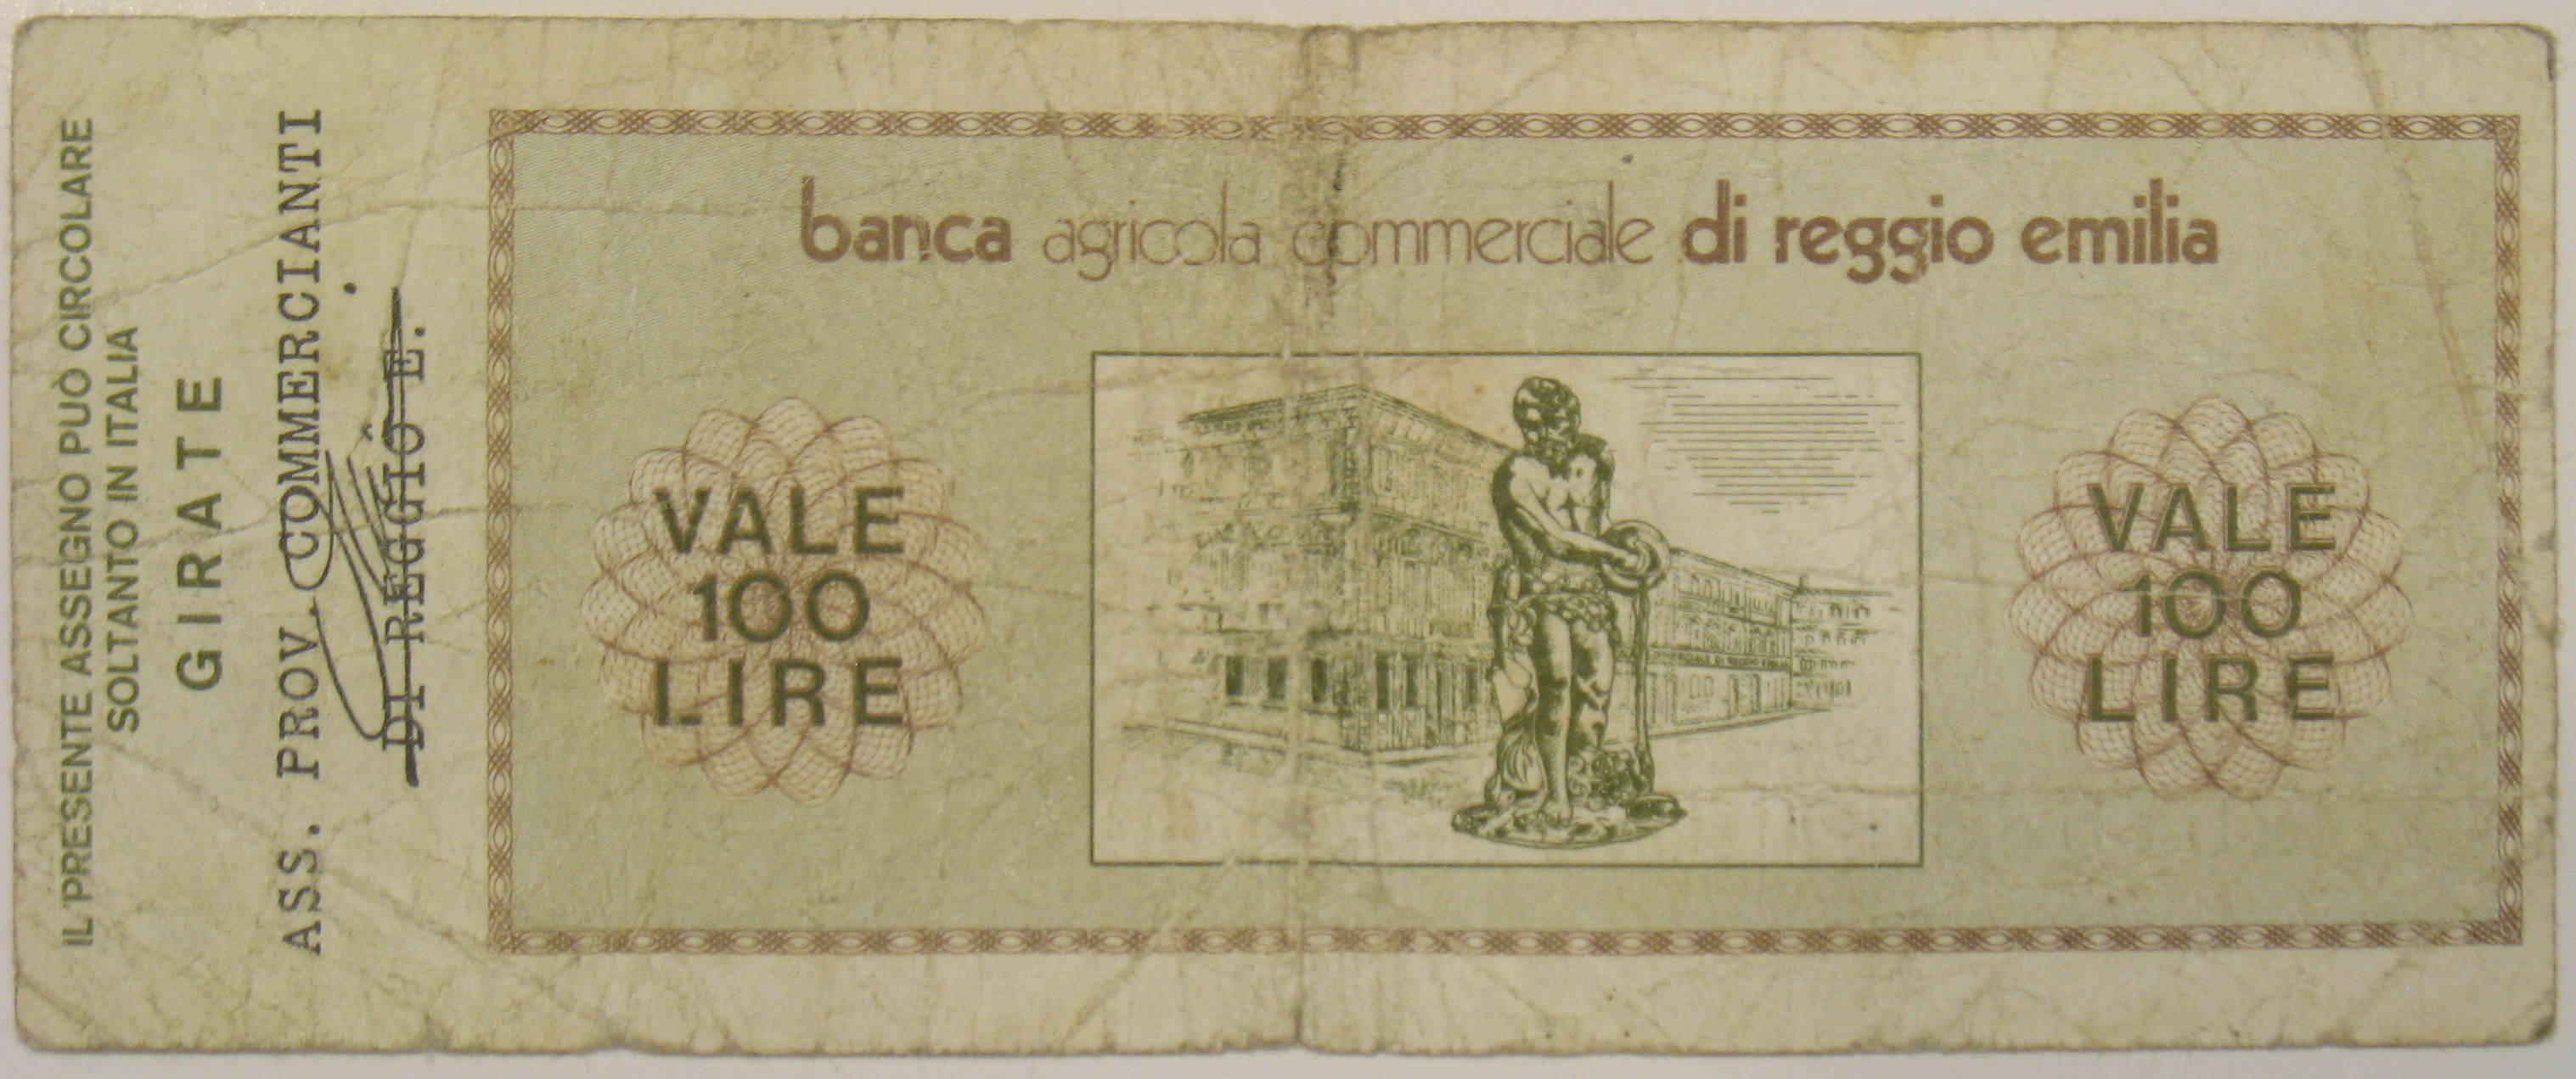 IL PRESENTE ASSEGNO PUÒ CIRCOLARE
SOLTANTO IN ITALIA
GIRATE
ASS. PROV. COMMERCIANTI
DI REGGIO E.
banca agricola commerciale di reggio emilia
VALE
100
LIRE
VALE
100
LIRE